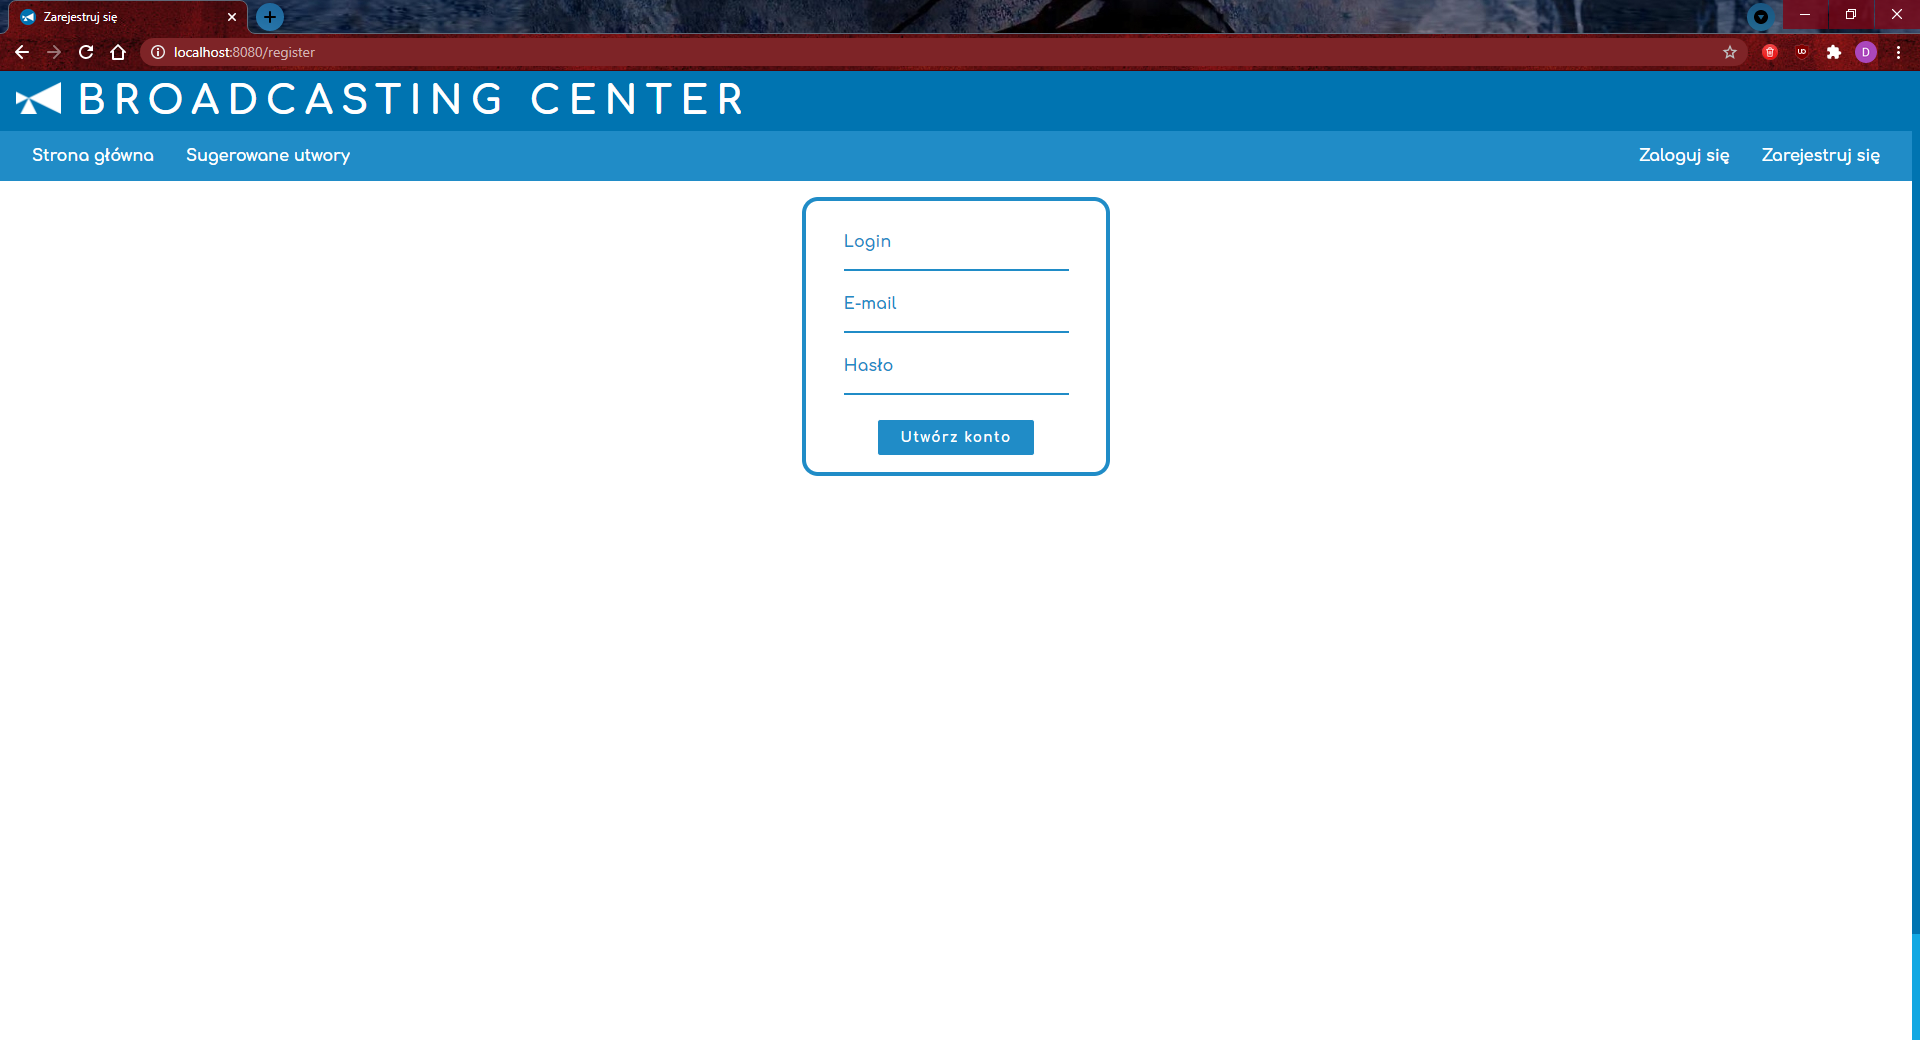 Zarejestruj się
localhost:8080/register
D
BROADCASTING CENTER
Strona główna Sugerowane utwory Zaloguj się Zarejestruj się
Login
E-mail
Hasło
Utwórz konto